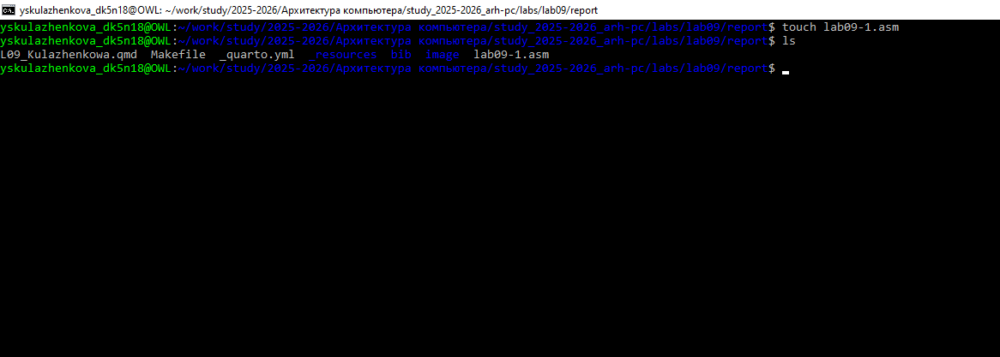 yskulazhenkova_dk5n18@OWL: ~/work/study/2025-2026/Архитектура компьютера/study_2025-2026_arh-pc/labs/lab09/report
yskulazhenkova_dk5n18@OWL:~/work/study/2025-2026/Архитектура компьютера/study_2025-2026_arh-pc/labs/lab09/report$ touch lab09-1.asm
yskulazhenkova_dk5n18@OWL:~/work/study/2025-2026/Архитектура компьютера/study_2025-2026_arh-pc/labs/lab09/report$ ls
L09_Kulazhenkowa.qmd  Makefile  _quarto.yml  _resources  bib  image  lab09-1.asm
yskulazhenkova_dk5n18@OWL:~/work/study/2025-2026/Архитектура компьютера/study_2025-2026_arh-pc/labs/lab09/report$